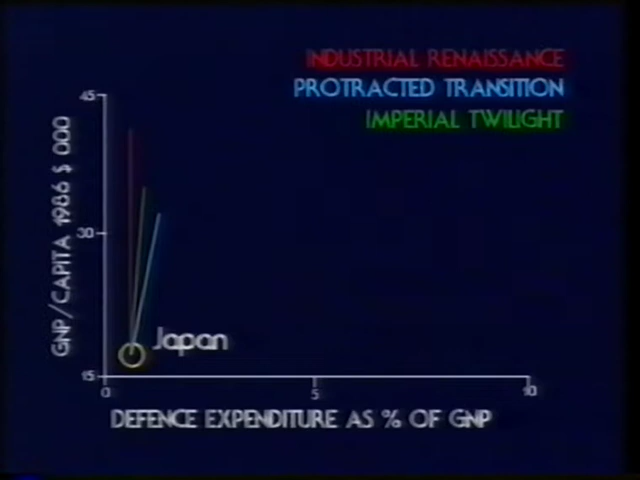 INDUSTRIAL RENAISSANCE
PROTRACTED TRANSITION
IMPERIAL TWILIGHT
45
GNP/CAPITA 1986 $ 000
30
Japan
15
0
5
10
DEFENCE EXPENDITURE AS % OF GNP